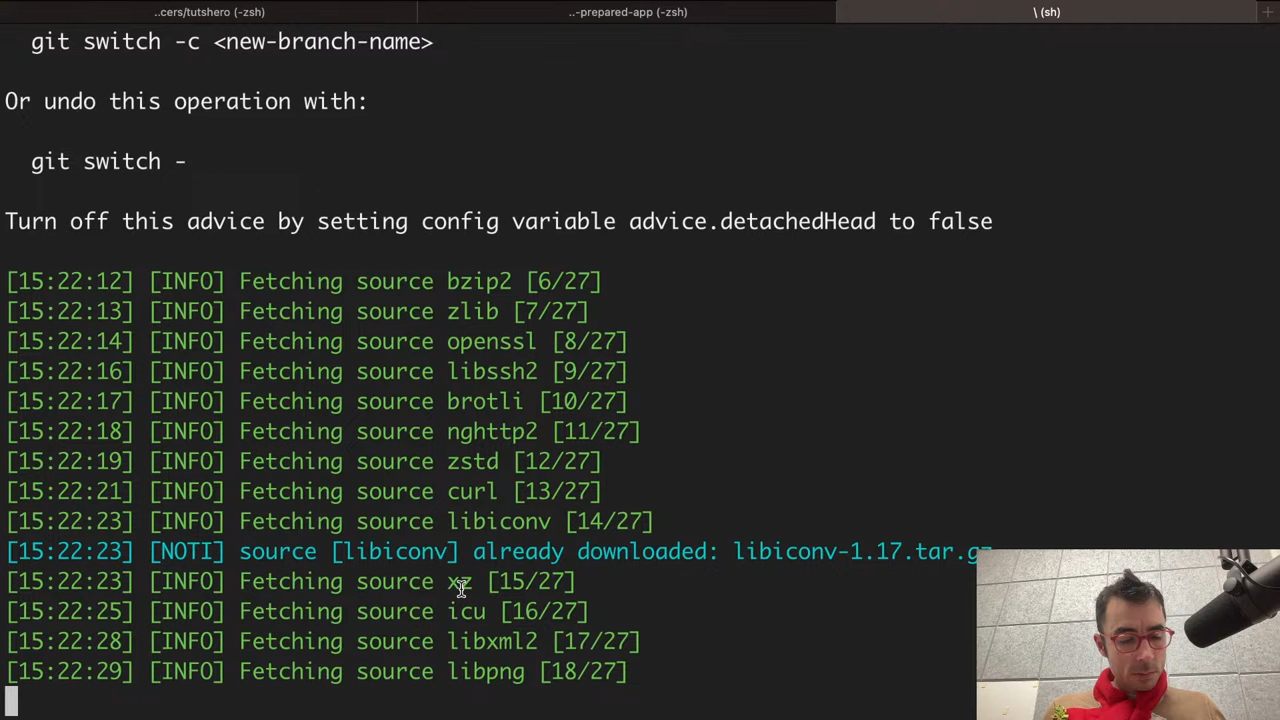 ..cers/tutshero (-zsh)
..-prepared-app (-zsh)
\ (sh)
git switch -c <new-branch-name>
Or undo this operation with:
git switch -
Turn off this advice by setting config variable advice.detachedHead to false
[15:22:12] [INFO] Fetching source bzip2 [6/27]
[15:22:13] [INFO] Fetching source zlib [7/27]
[15:22:14] [INFO] Fetching source openssl [8/27]
[15:22:16] [INFO] Fetching source libssh2 [9/27]
[15:22:17] [INFO] Fetching source brotli [10/27]
[15:22:18] [INFO] Fetching source nghttp2 [11/27]
[15:22:19] [INFO] Fetching source zstd [12/27]
[15:22:21] [INFO] Fetching source curl [13/27]
[15:22:23] [INFO] Fetching source libiconv [14/27]
[15:22:23] [NOTI] source [libiconv] already downloaded: libiconv-1.17.tar.gz
[15:22:23] [INFO] Fetching source xz [15/27]
[15:22:25] [INFO] Fetching source icu [16/27]
[15:22:28] [INFO] Fetching source libxml2 [17/27]
[15:22:29] [INFO] Fetching source libpng [18/27]